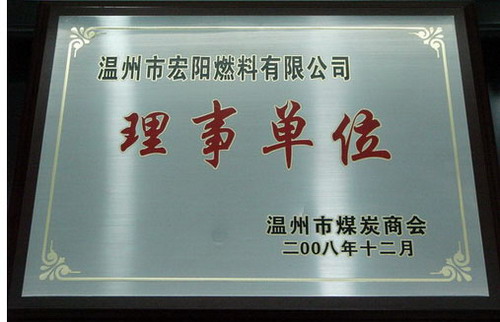 温州市宏阳燃料有限公司
理事单位
温州市煤炭商会
二00八年十二月